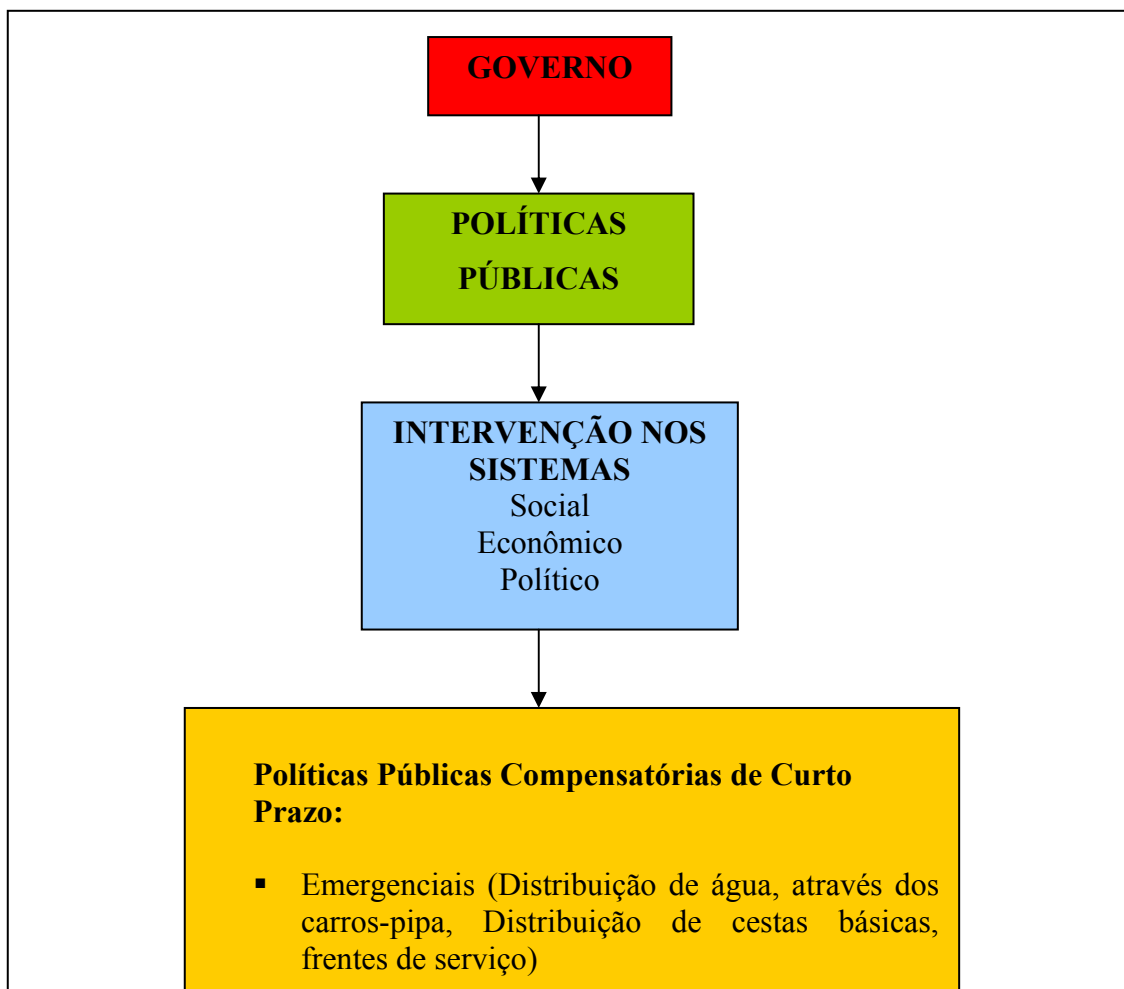 GOVERNO
POLÍTICAS
PÚBLICAS
INTERVENÇÃO NOS
SISTEMAS
Social
Econômico
Político
Políticas Públicas Compensatórias de Curto
Prazo:
▪ Emergenciais (Distribuição de água, através dos
carros-pipa, Distribuição de cestas básicas,
frentes de serviço)